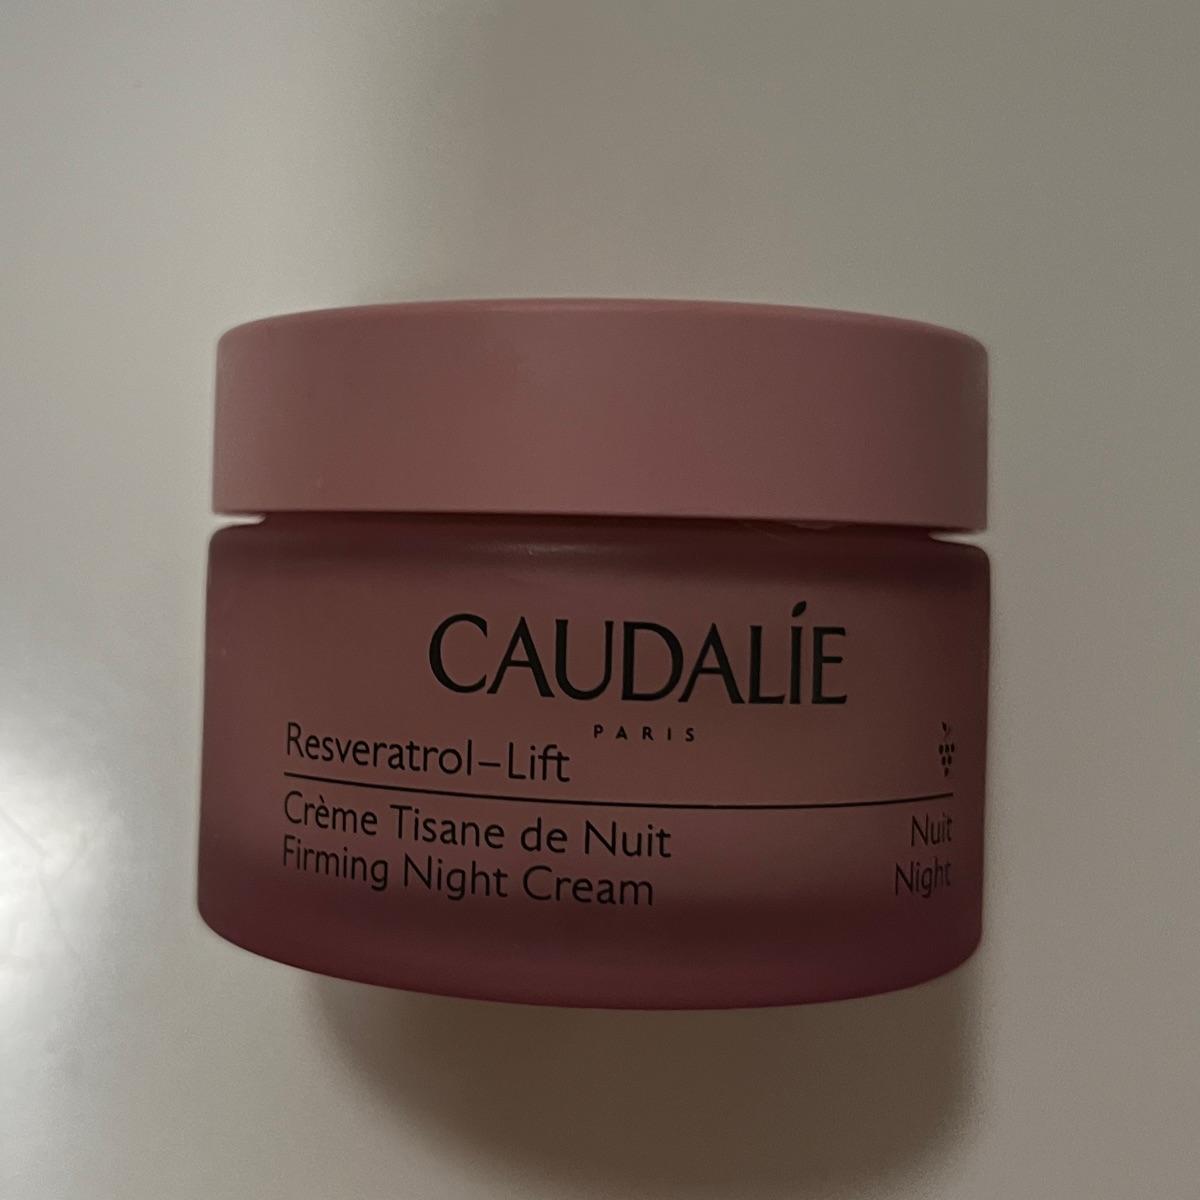 CAUDALÍE
PARIS
Resveratrol–Lift
Crème Tisane de Nuit
Firming Night Cream
Nuit
Night